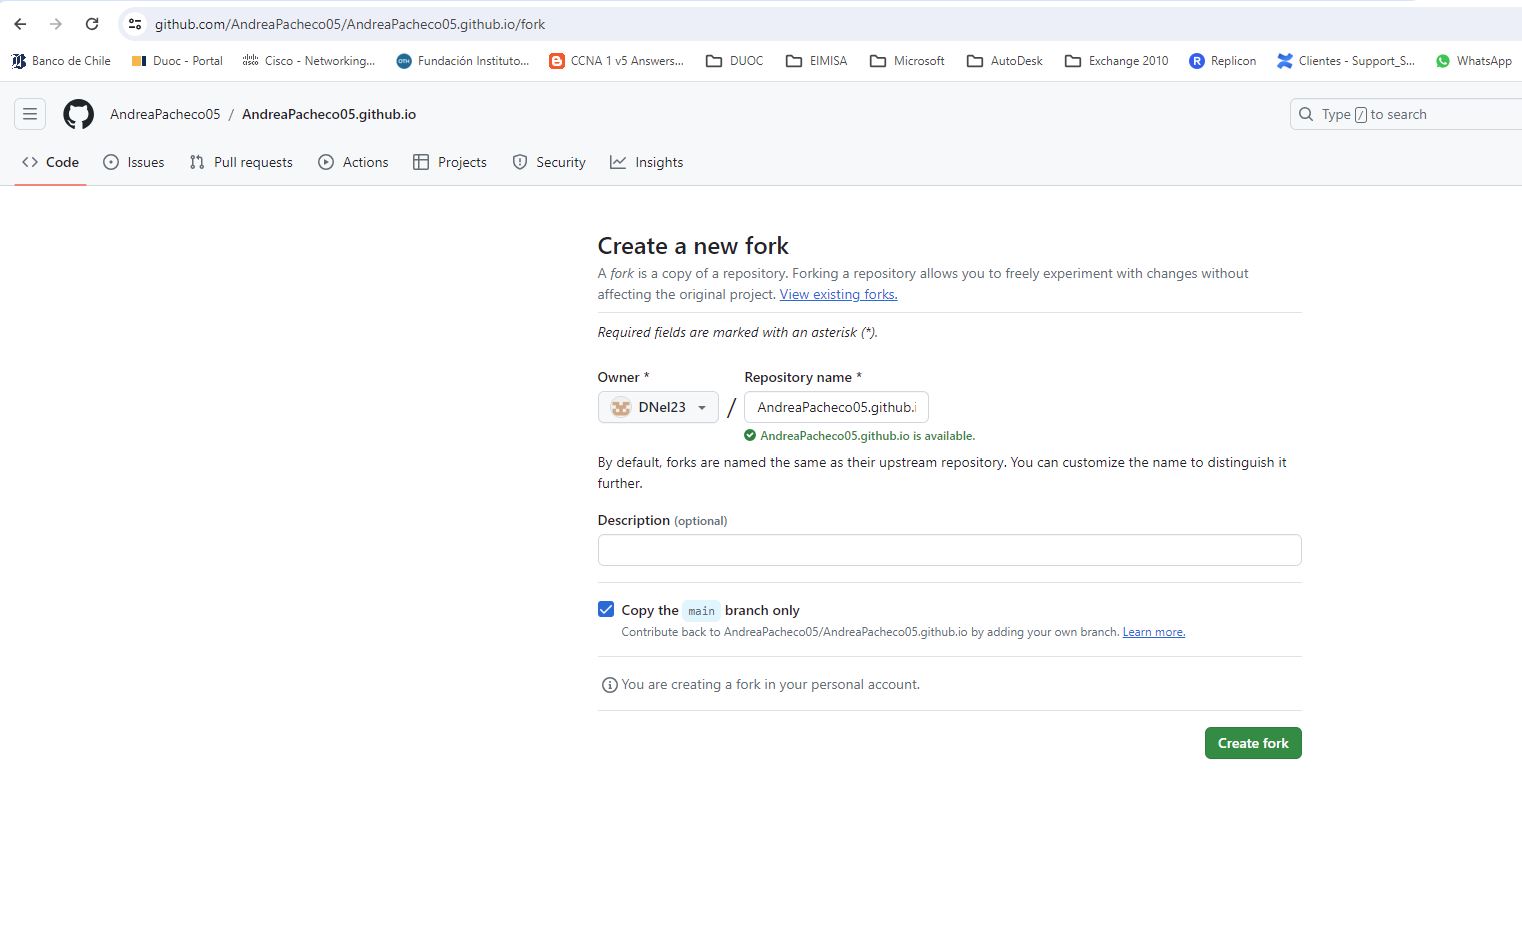 github.com/AndreaPacheco05/AndreaPacheco05.github.io/fork
Banco de Chile Duoc - Portal Cisco - Networking... Fundación Instituto... CCNA 1 v5 Answers... DUOC EIMISA Microsoft AutoDesk Exchange 2010 Replicon Clientes - Support_S... WhatsApp
AndreaPacheco05 / AndreaPacheco05.github.io Type / to search
Code Issues Pull requests Actions Projects Security Insights
Create a new fork
A fork is a copy of a repository. Forking a repository allows you to freely experiment with changes without
affecting the original project. View existing forks.
Required fields are marked with an asterisk (*).
Owner * Repository name *
DNel23 / AndreaPacheco05.github.i
AndreaPacheco05.github.io is available.
By default, forks are named the same as their upstream repository. You can customize the name to distinguish it
further.
Description (optional)
Copy the main branch only
Contribute back to AndreaPacheco05/AndreaPacheco05.github.io by adding your own branch. Learn more.
You are creating a fork in your personal account.
Create fork